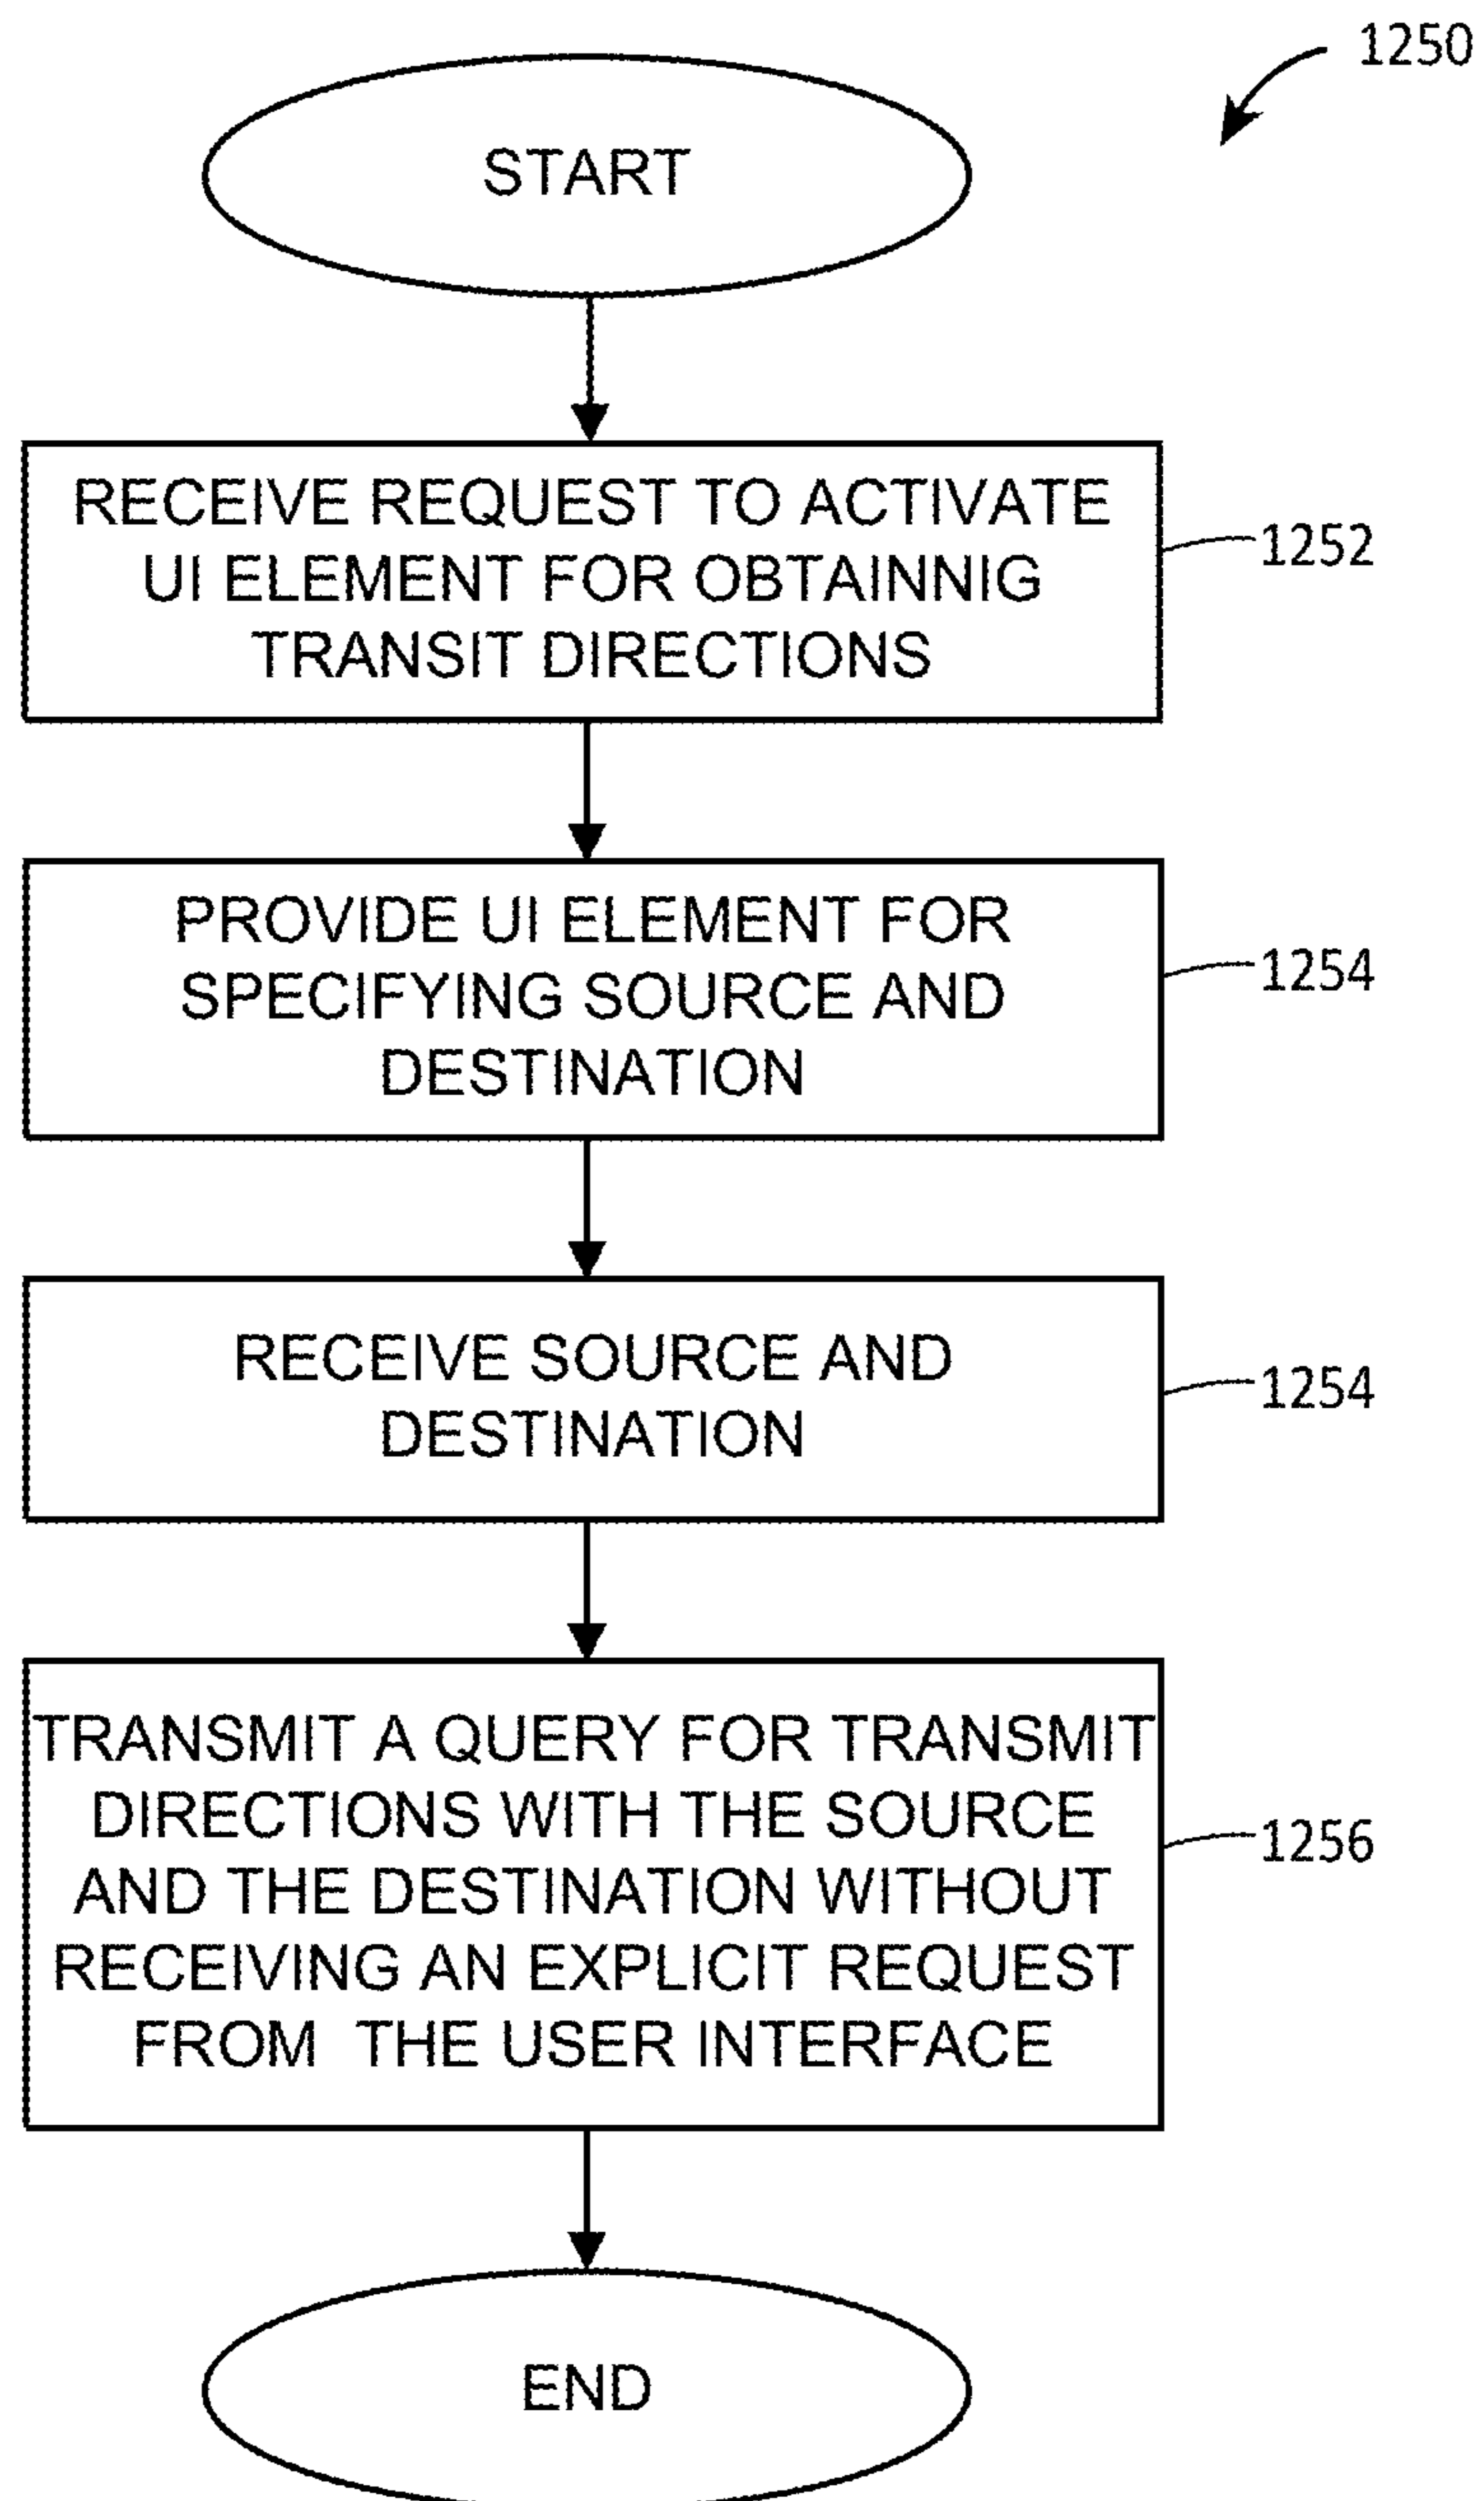 1250
START
RECEIVE REQUEST TO ACTIVATE
UI ELEMENT FOR OBTAINNIG
TRANSIT DIRECTIONS
1252
PROVIDE UI ELEMENT FOR
SPECIFYING SOURCE AND
DESTINATION
1254
RECEIVE SOURCE AND
DESTINATION
1254
TRANSMIT A QUERY FOR TRANSMIT
DIRECTIONS WITH THE SOURCE
AND THE DESTINATION WITHOUT
RECEIVING AN EXPLICIT REQUEST
FROM THE USER INTERFACE
1256
END